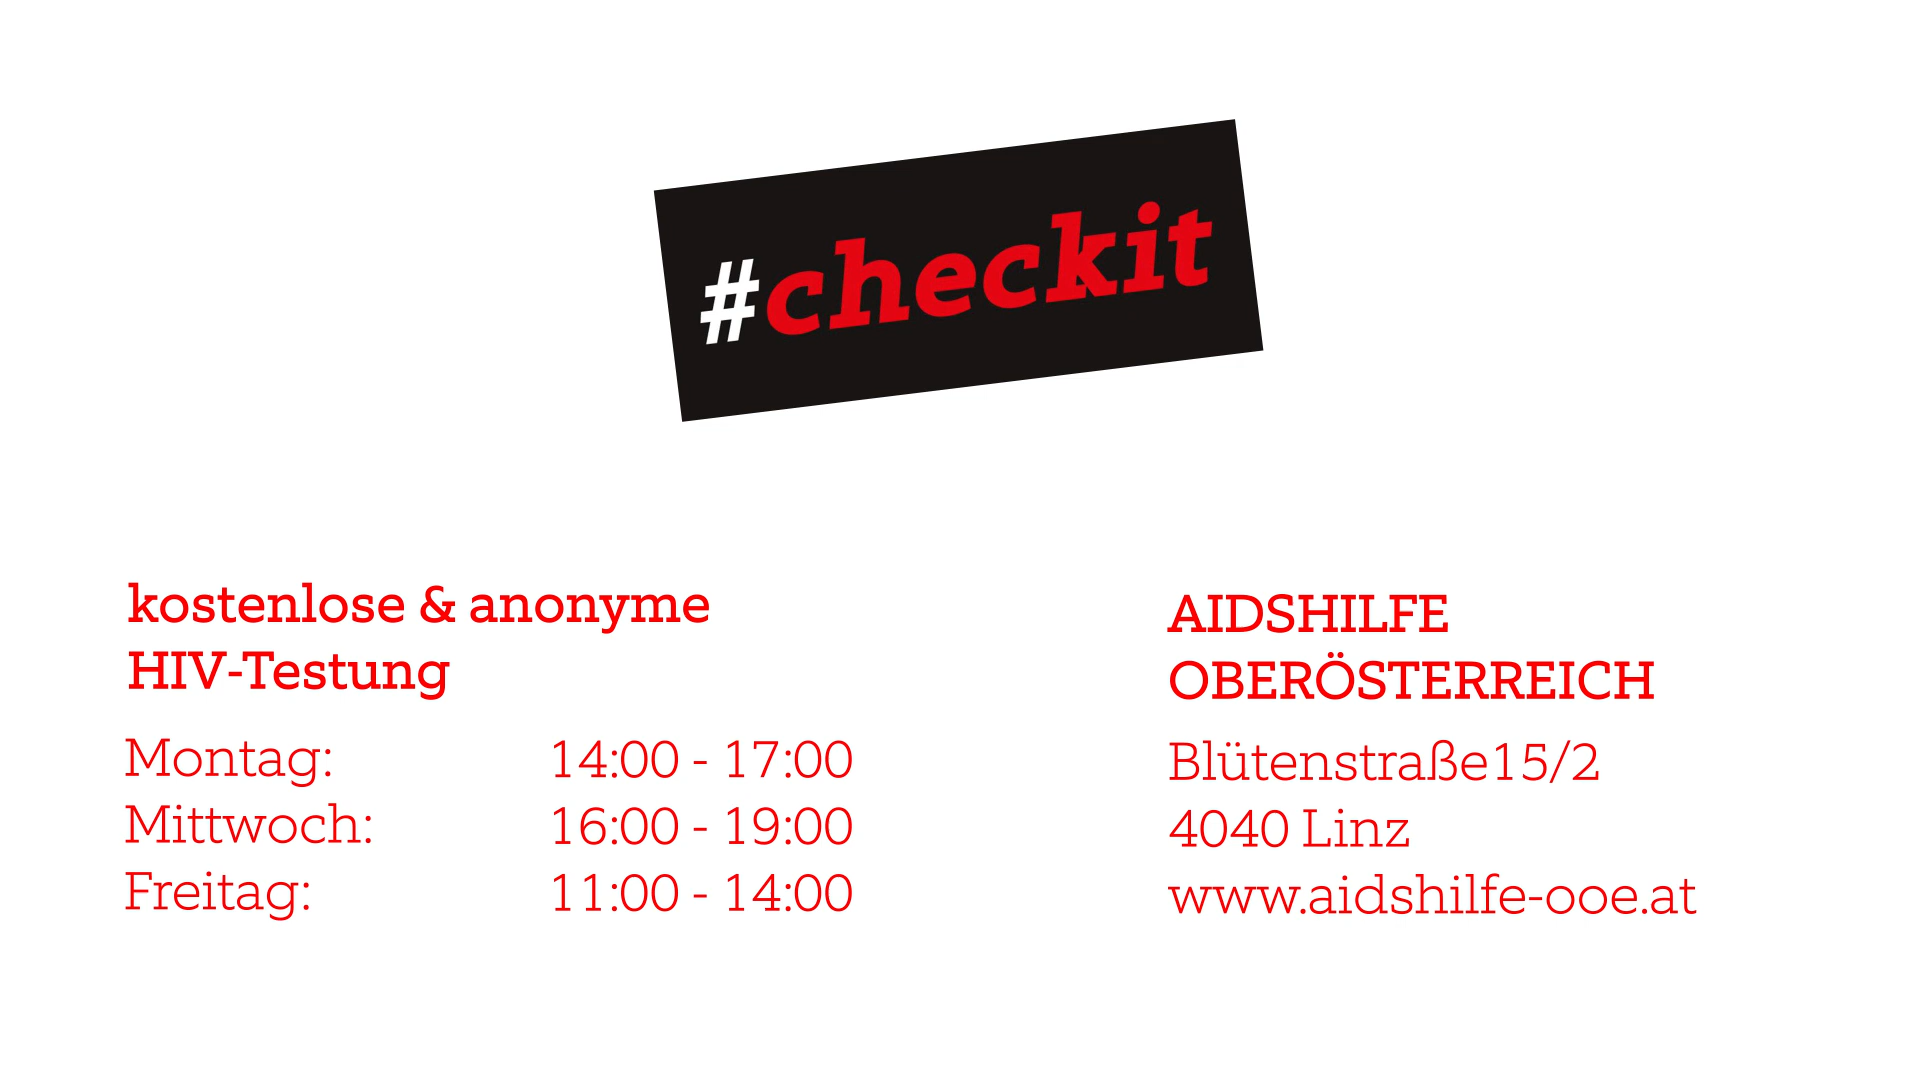 #checkit
kostenlose & anonyme
HIV-Testung
Montag: 14:00 - 17:00
Mittwoch: 16:00 - 19:00
Freitag: 11:00 - 14:00
AIDSHILFE
OBERÖSTERREICH
Blütenstraße15/2
4040 Linz
www.aidshilfe-ooe.at